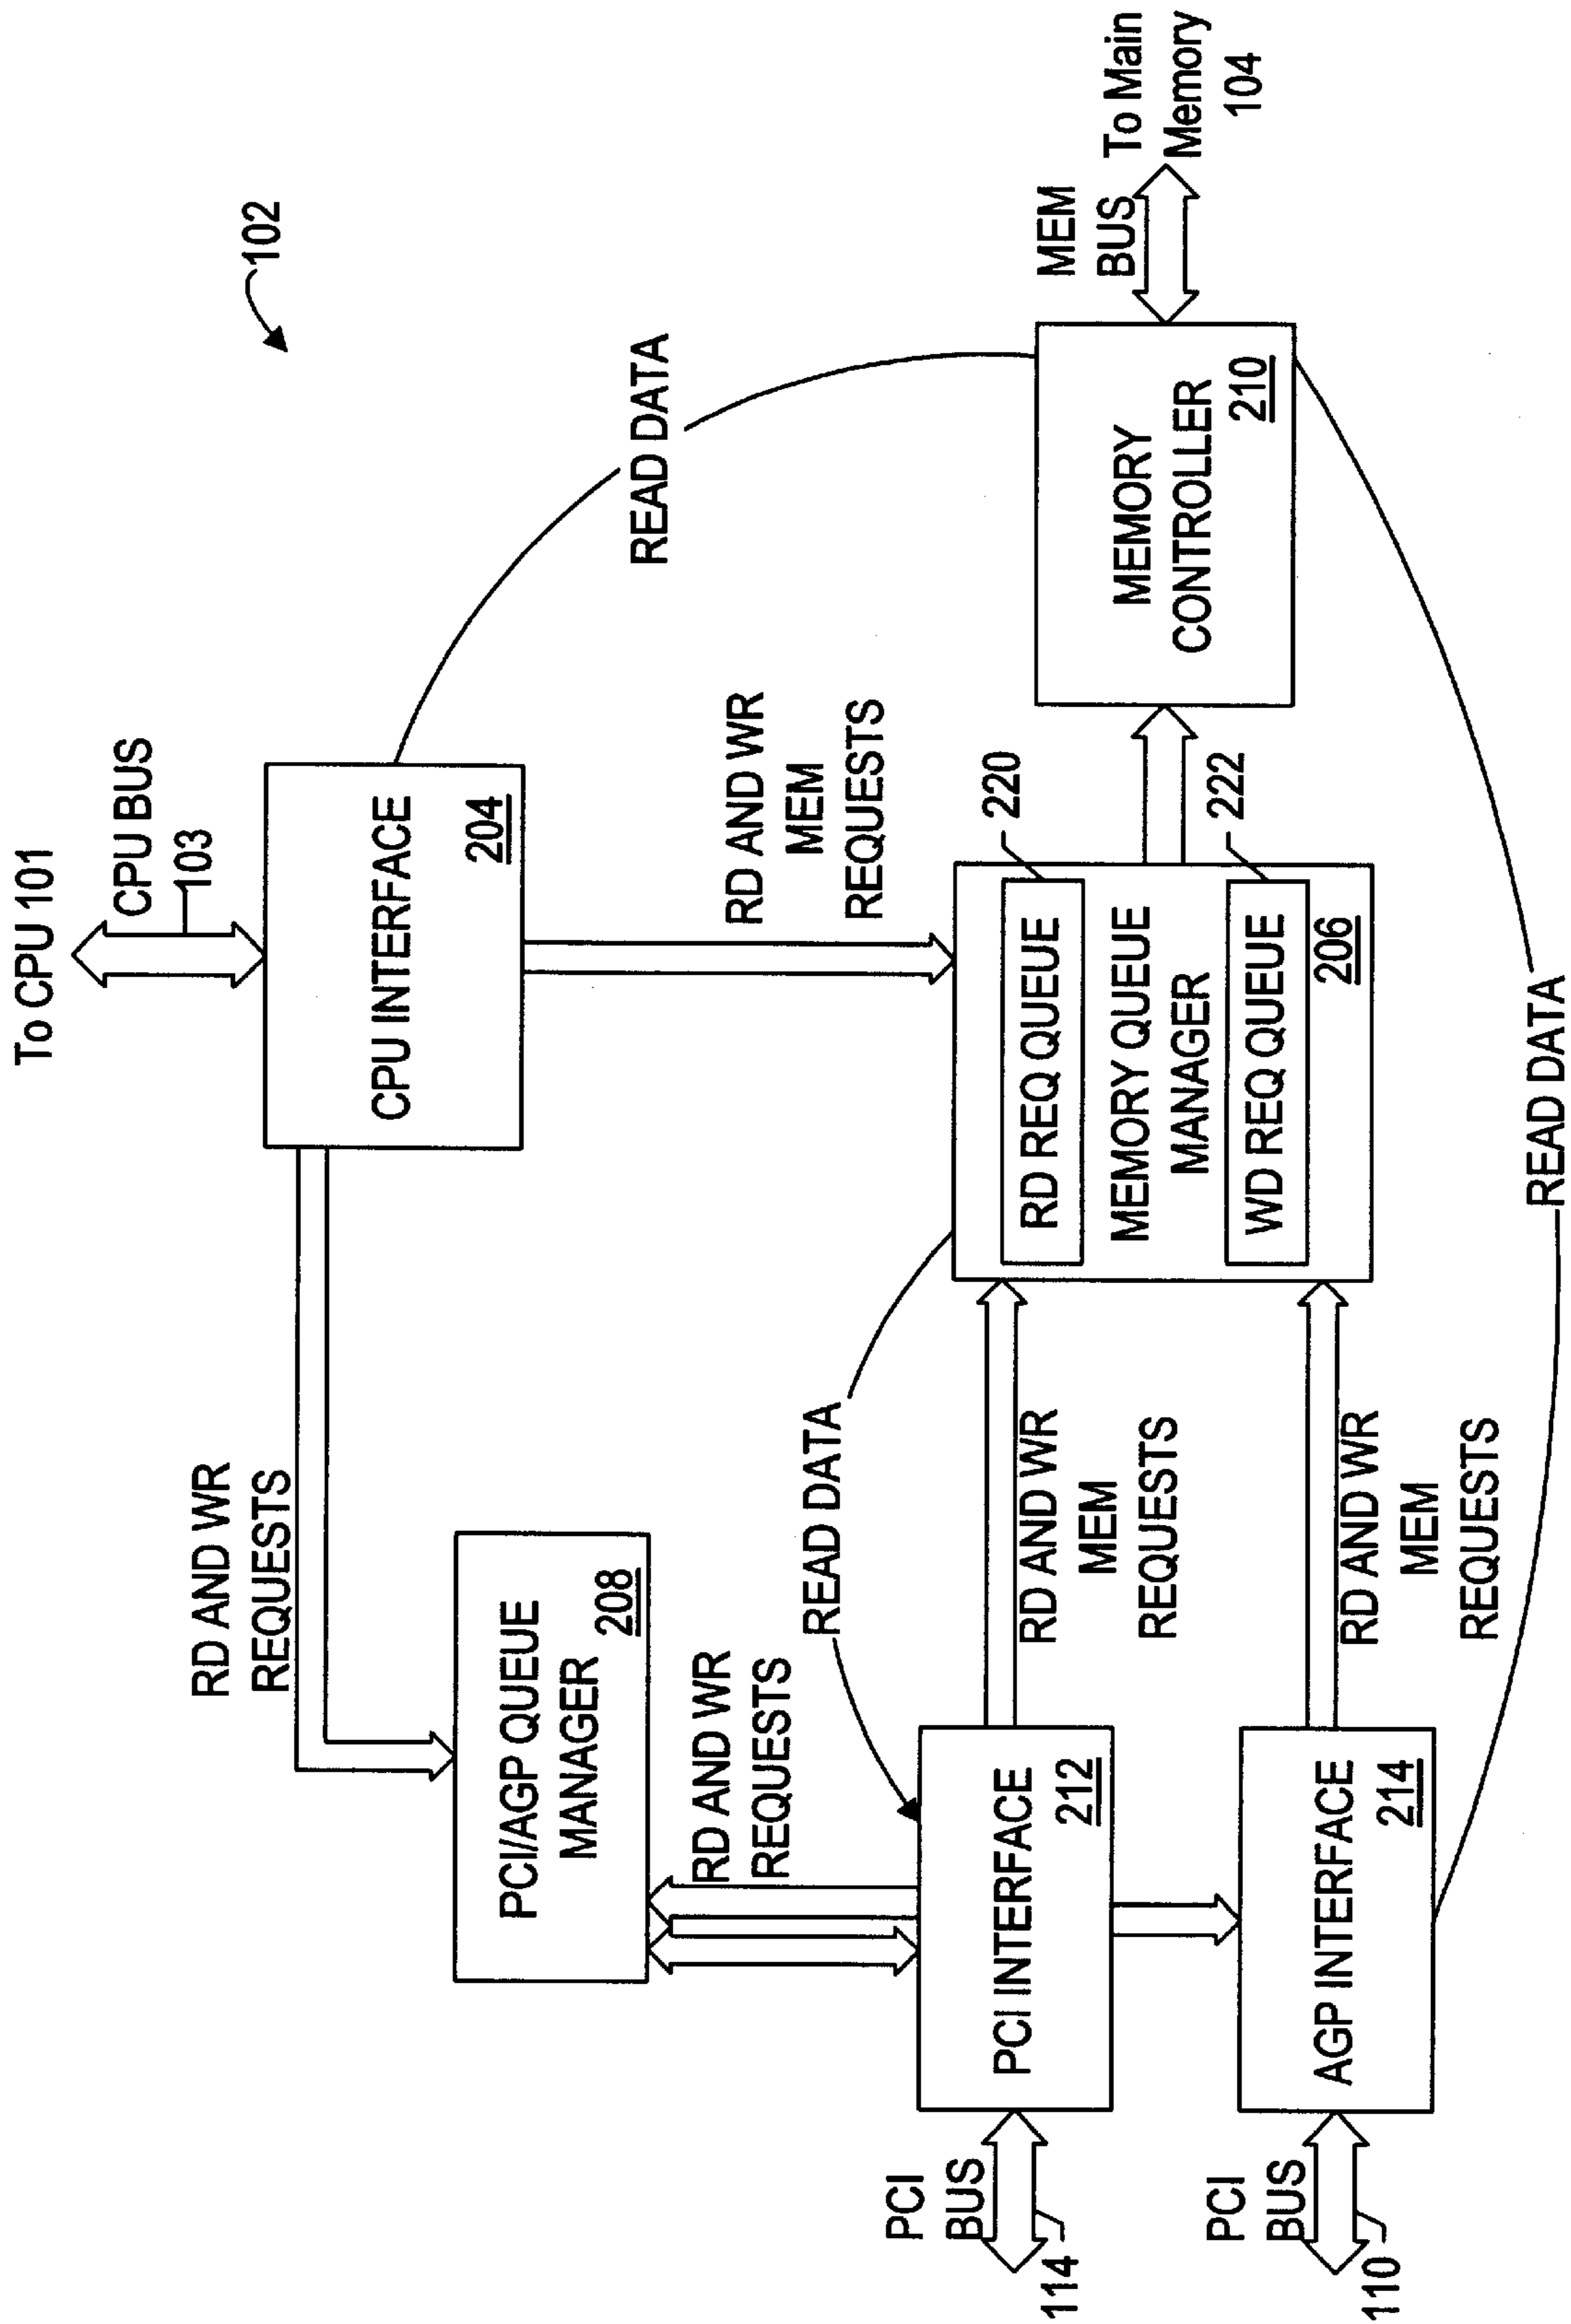 To CPU 101
CPU BUS
103
102
CPU INTERFACE
204
RD AND WR
REQUESTS
READ DATA
PCI/AGP QUEUE
MANAGER
208
RD AND WR
MEM
REQUESTS
RD AND WR
REQUESTS
READ DATA
PCI
BUS
114
PCI INTERFACE
212
RD AND WR
MEM
REQUESTS
RD REQ QUEUE
220
MEMORY QUEUE
MANAGER
WD REQ QUEUE
222
206
MEMORY
CONTROLLER
210
MEM
BUS
To Main
Memory
104
PCI
BUS
110
AGP INTERFACE
214
RD AND WR
MEM
REQUESTS
READ DATA